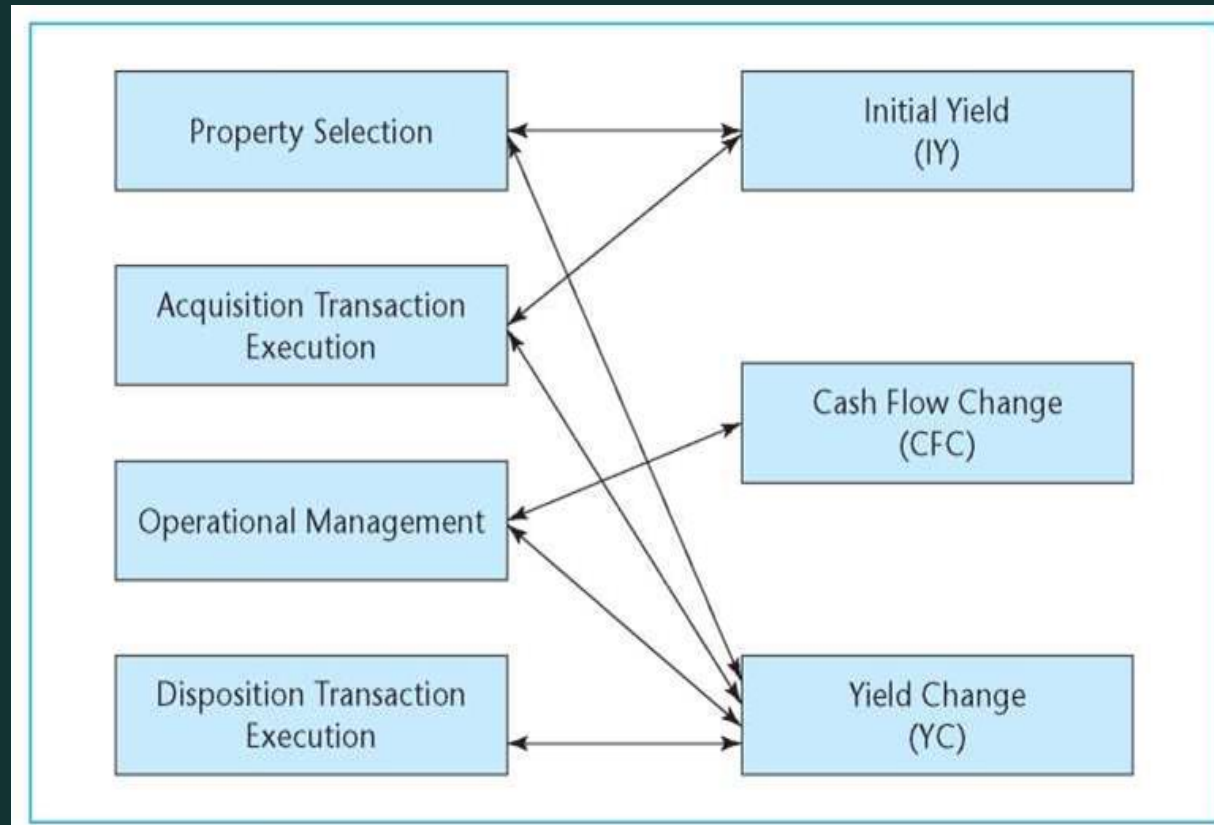 Property Selection
Acquisition Transaction
Execution
Operational Management
Disposition Transaction
Execution
Initial Yield
(IY)
Cash Flow Change
(CFC)
Yield Change
(YC)